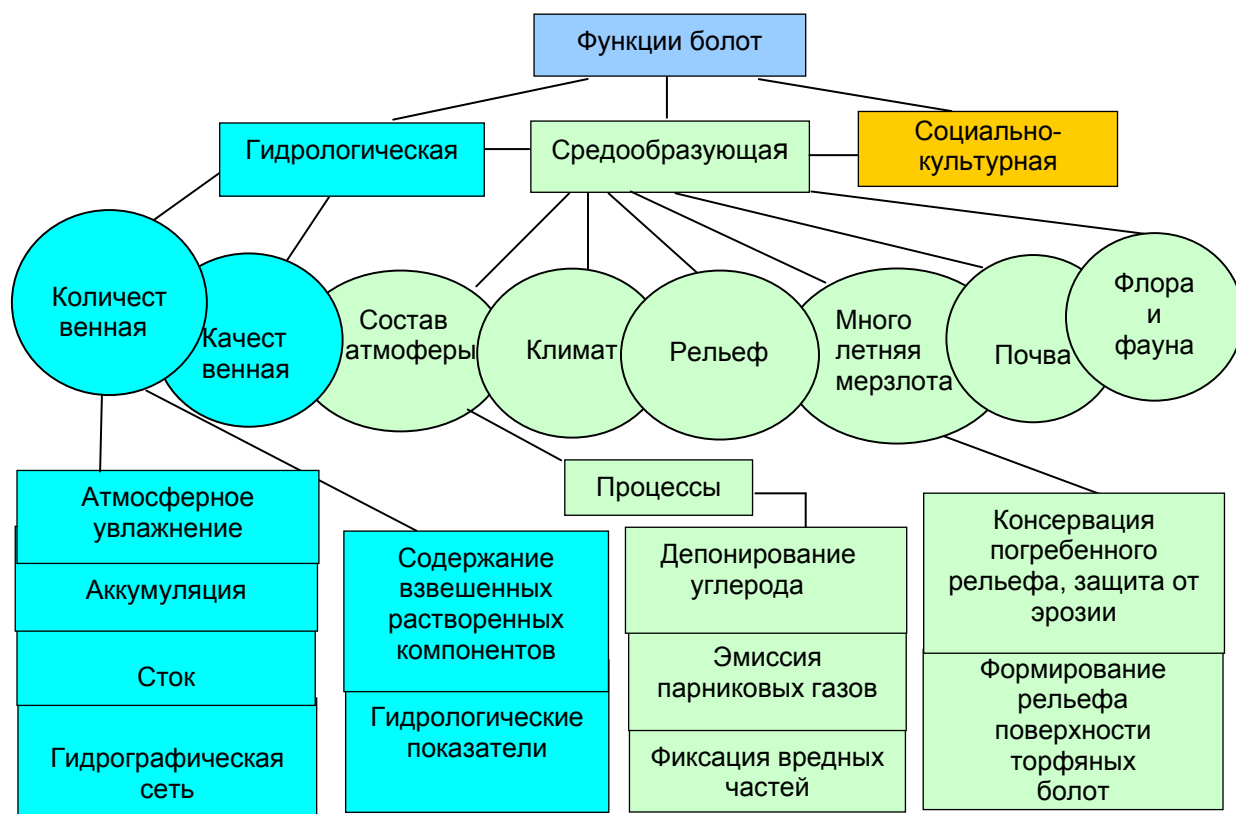 Функции болот
Гидрологическая
Средообразующая
Социально-
культурная
Количест
венная
Качест
венная
Состав
атмоферы
Климат
Рельеф
Много
летняя
мерзлота
Почва
Флора
и
фауна
Процессы
Атмосферное
увлажнение
Аккумуляция
Сток
Гидрографическая
сеть
Содержание
взвешенных
растворенных
компонентов
Гидрологические
показатели
Депонирование
углерода
Эмиссия
парниковых газов
Фиксация вредных
частей
Консервация
погребенного
рельефа, защита от
эрозии
Формирование
рельефа
поверхности
торфяных
болот